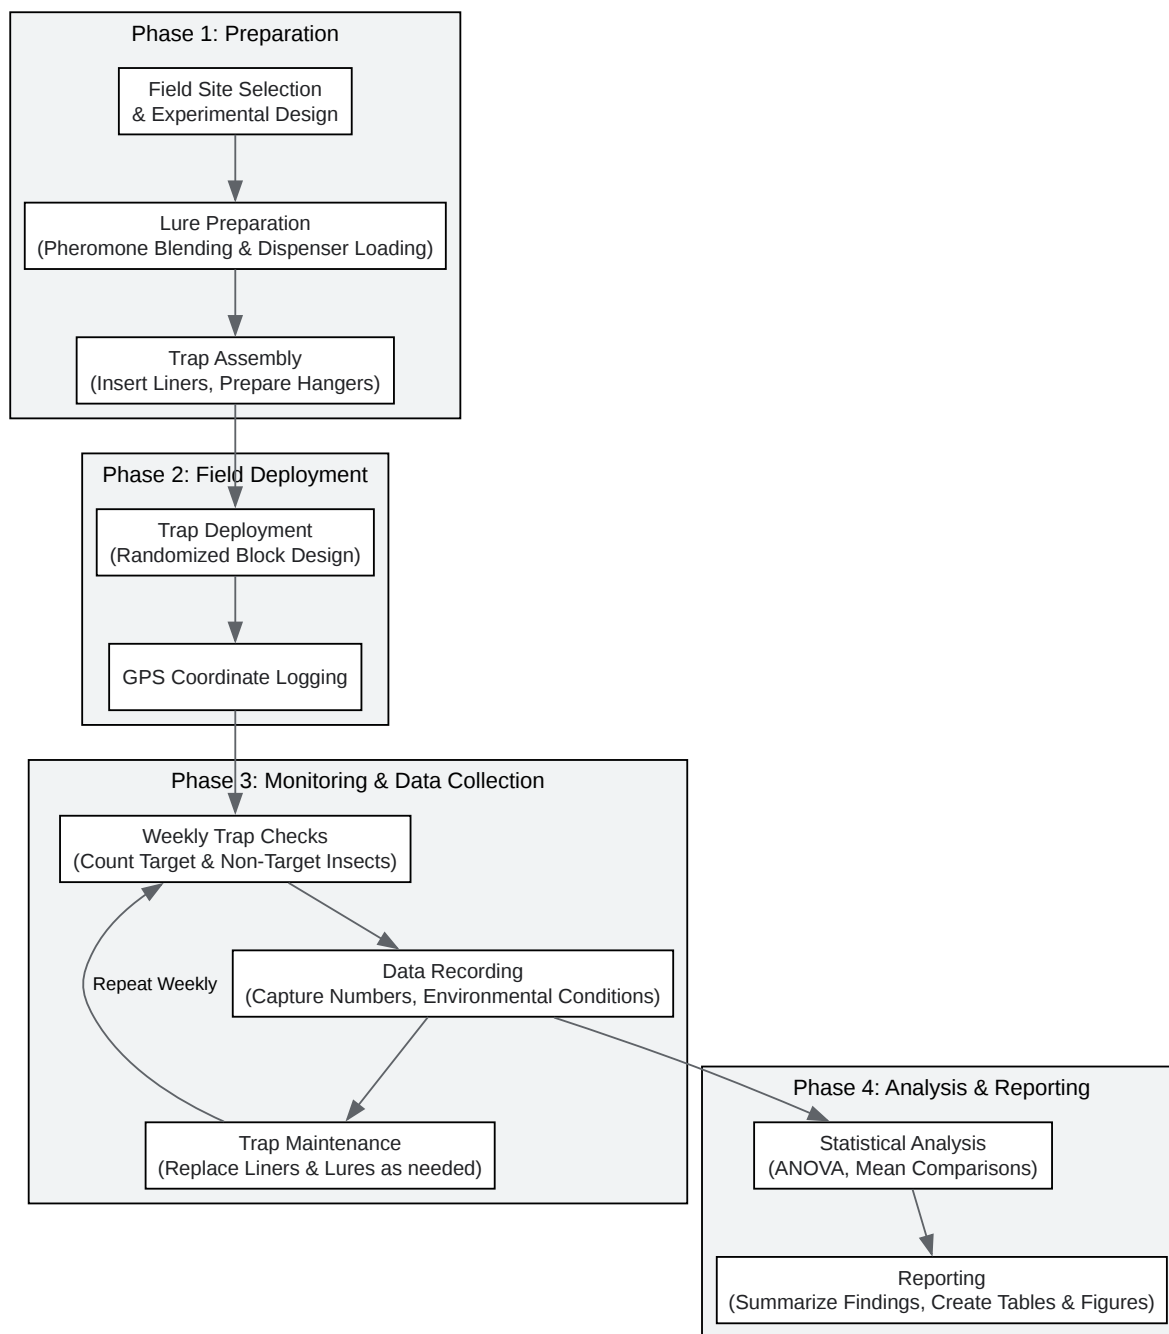 Phase 1: Preparation
Field Site Selection
& Experimental Design
Lure Preparation
(Pheromone Blending & Dispenser Loading)
Trap Assembly
(Insert Liners, Prepare Hangers)
Phase 2: Field Deployment
Trap Deployment
(Randomized Block Design)
GPS Coordinate Logging
Phase 3: Monitoring & Data Collection
Weekly Trap Checks
(Count Target & Non-Target Insects)
Data Recording
(Capture Numbers, Environmental Conditions)
Repeat Weekly
Trap Maintenance
(Replace Liners & Lures as needed)
Phase 4: Analysis & Reporting
Statistical Analysis
(ANOVA, Mean Comparisons)
Reporting
(Summarize Findings, Create Tables & Figures)